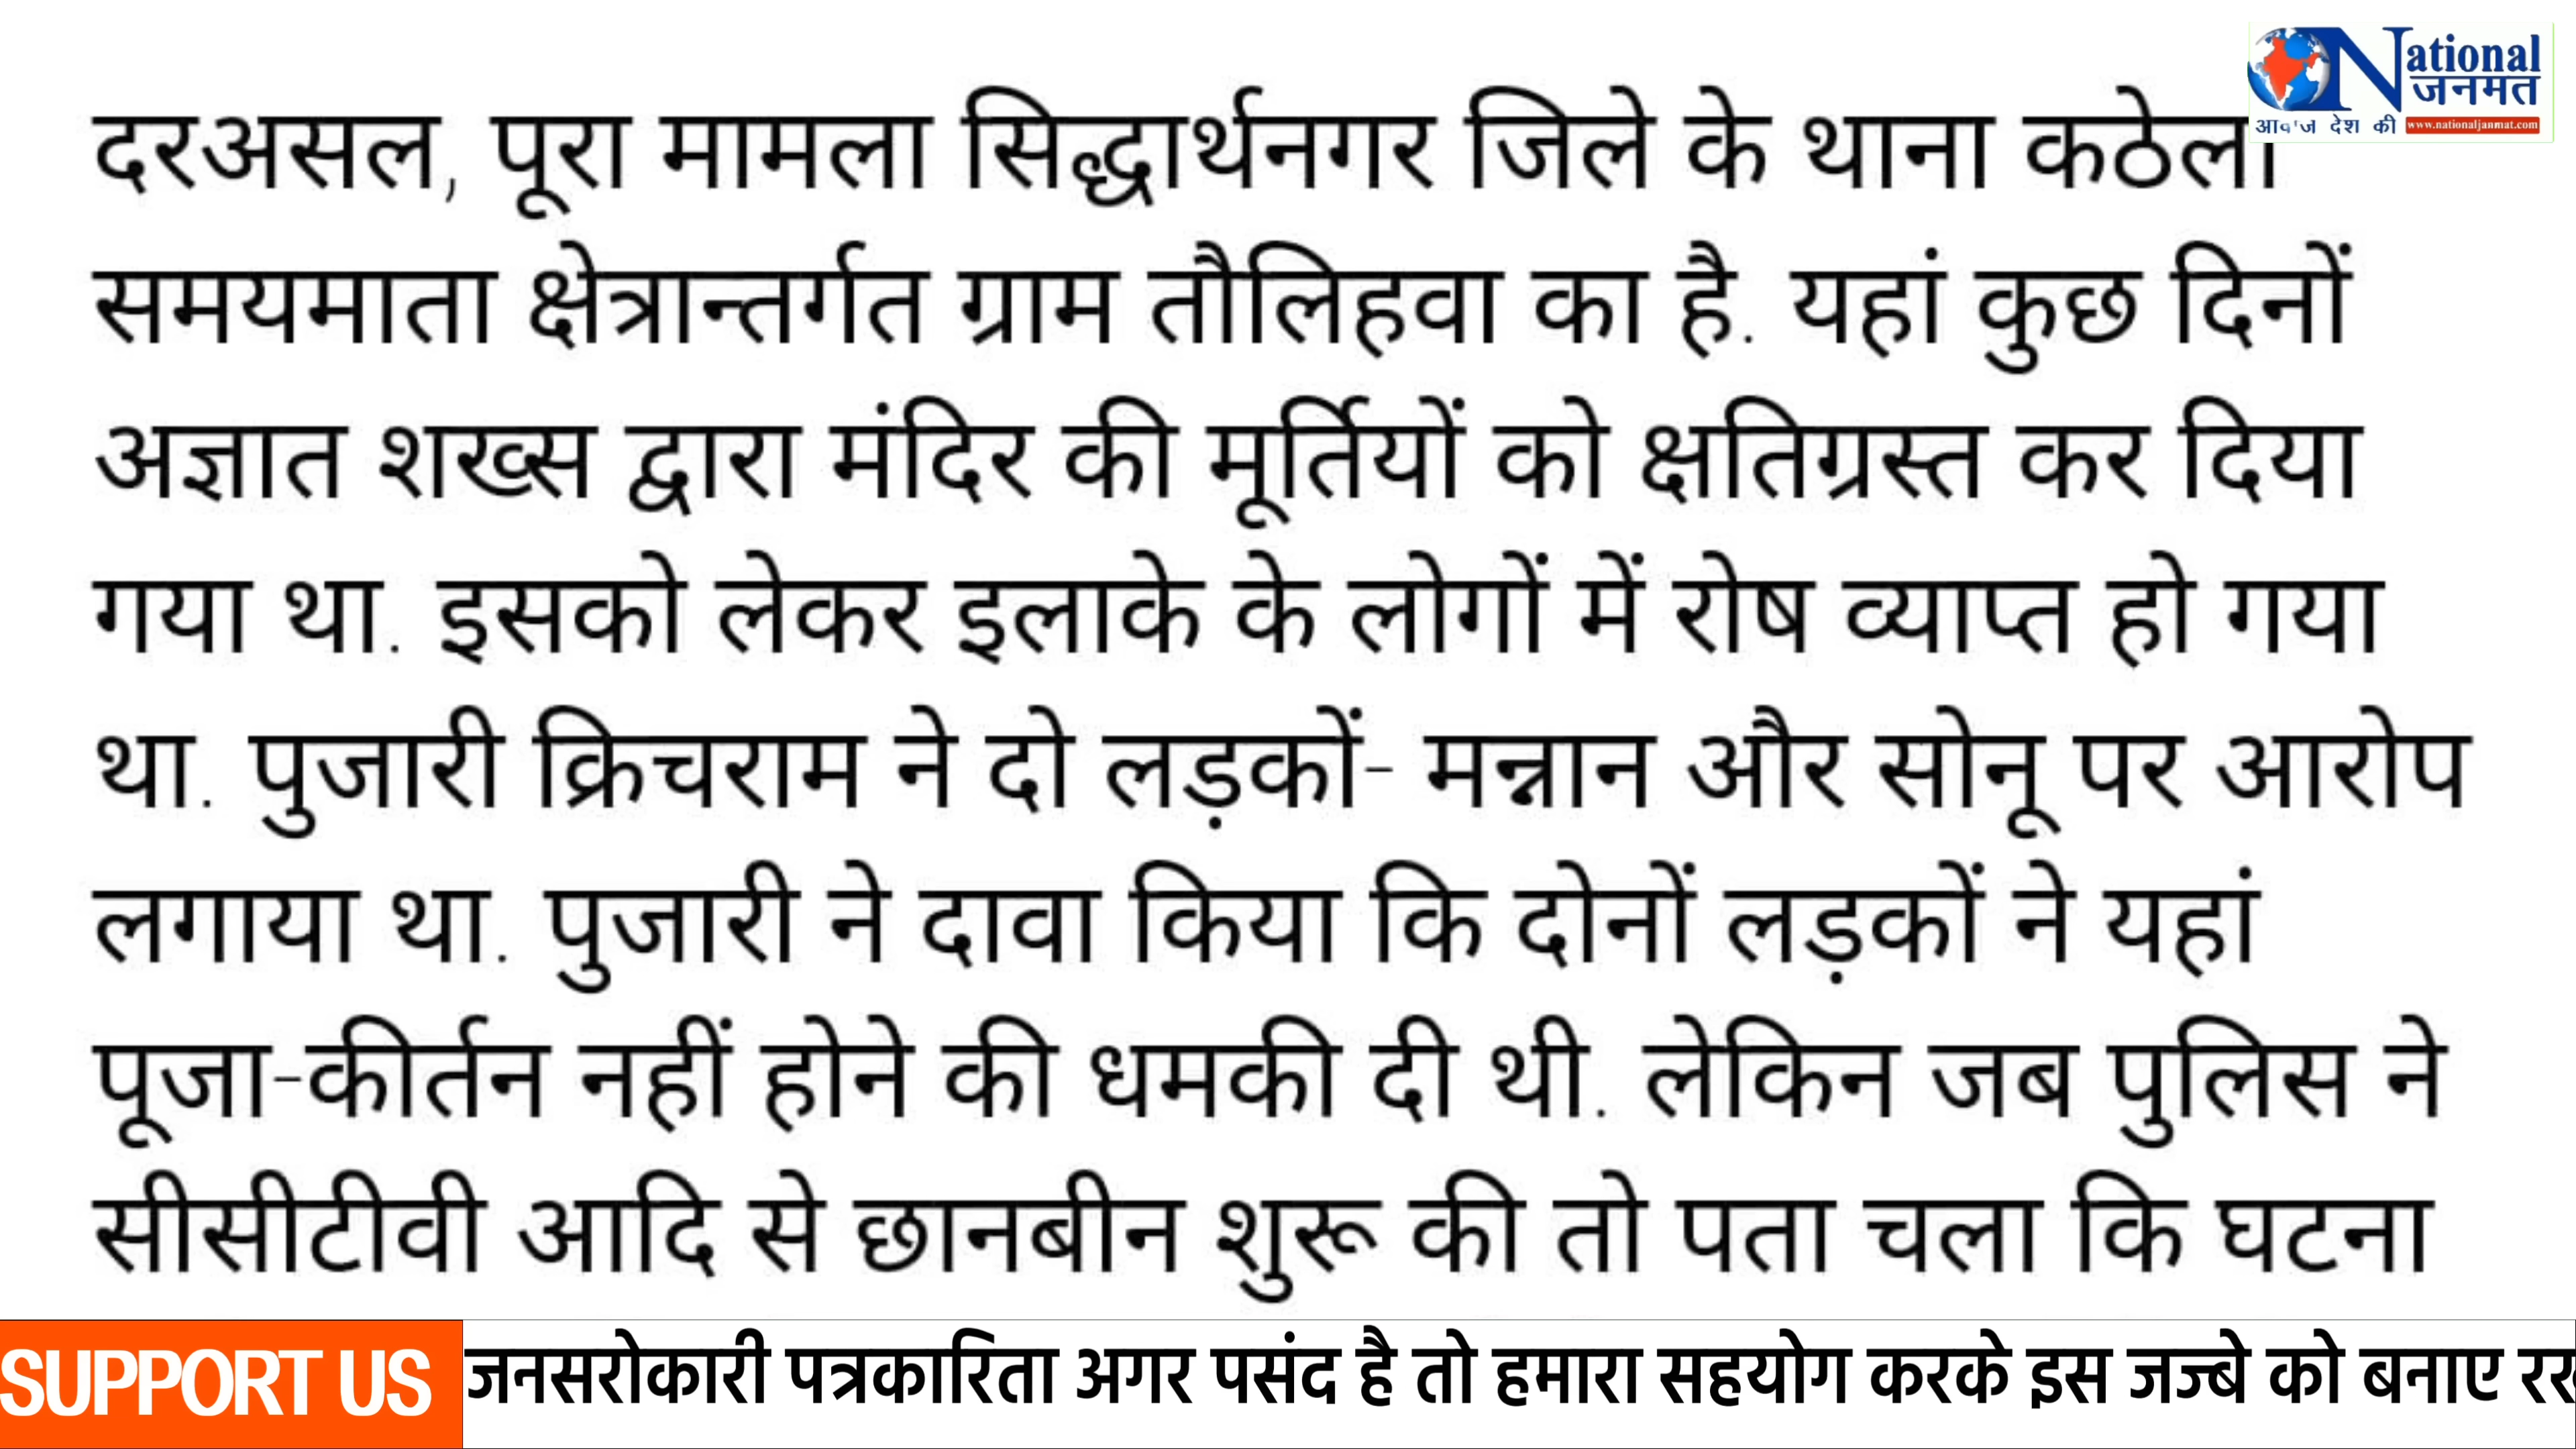 National
जनमत
आवाज देश की www.nationaljanmat.com
दरअसल, पूरा मामला सिद्धार्थनगर जिले के थाना कठेला
समयमाता क्षेत्रान्तर्गत ग्राम तौलिहवा का है. यहां कुछ दिनों
अज्ञात शख्स द्वारा मंदिर की मूर्तियों को क्षतिग्रस्त कर दिया
गया था. इसको लेकर इलाके के लोगों में रोष व्याप्त हो गया
था. पुजारी क्रिचराम ने दो लड़कों- मन्नान और सोनू पर आरोप
लगाया था. पुजारी ने दावा किया कि दोनों लड़कों ने यहां
पूजा-कीर्तन नहीं होने की धमकी दी थी. लेकिन जब पुलिस ने
सीसीटीवी आदि से छानबीन शुरू की तो पता चला कि घटना
SUPPORT US जनसरोकारी पत्रकारिता अगर पसंद है तो हमारा सहयोग करके इस जज्बे को बनाए